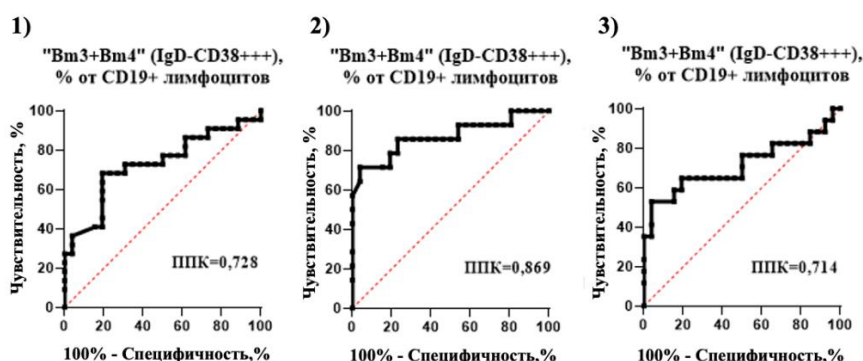 1)
"Bm3+Bm4" (IgD-CD38+++),
% от CD19+ лимфоцитов
Чувствительность, %
100
80
60
40
20
0
ППК=0,728
0 20 40 60 80 100
100% - Специфичность,%
2)
"Bm3+Bm4" (IgD-CD38+++),
% от CD19+ лимфоцитов
Чувствительность, %
100
80
60
40
20
0
ППК=0,869
0 20 40 60 80 100
100% - Специфичность,%
3)
"Bm3+Bm4" (IgD-CD38+++),
% от CD19+ лимфоцитов
Чувствительность, %
100
80
60
40
20
0
ППК=0,714
0 20 40 60 80 100
100% - Специфичность,%